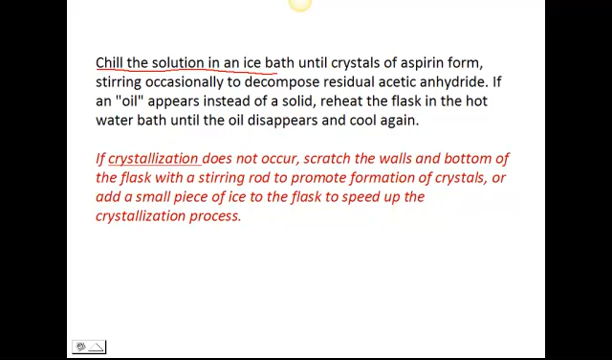 Chill the solution in an ice bath until crystals of aspirin form,
stirring occasionally to decompose residual acetic anhydride. If
an "oil" appears instead of a solid, reheat the flask in the hot
water bath until the oil disappears and cool again.
If crystallization does not occur, scratch the walls and bottom of
the flask with a stirring rod to promote formation of crystals, or
add a small piece of ice to the flask to speed up the
crystallization process.